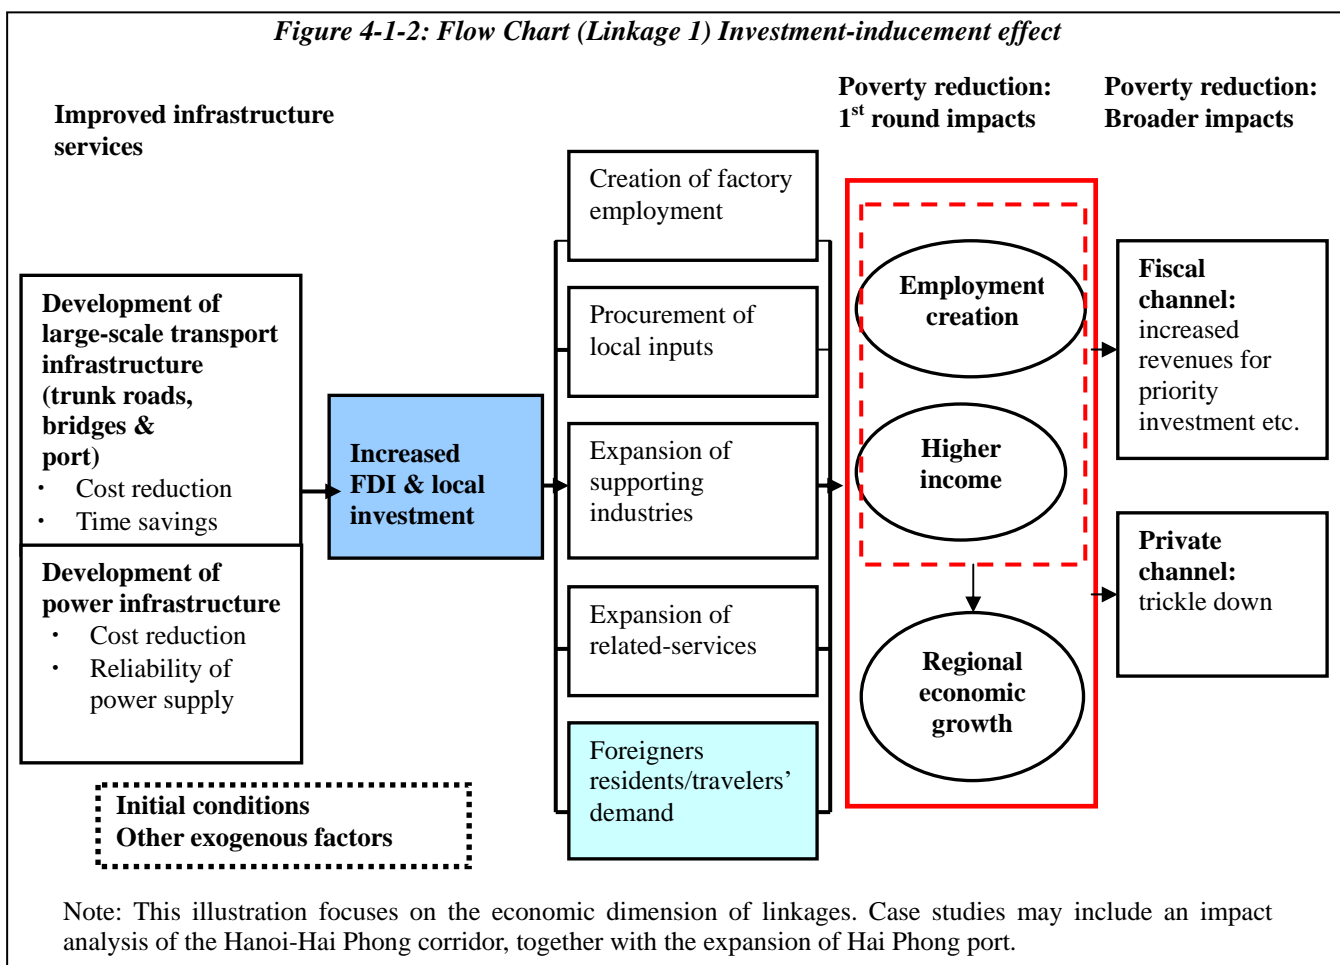 Figure 4-1-2: Flow Chart (Linkage 1) Investment-inducement effect
Improved infrastructure
services
Poverty reduction:
1st round impacts
Poverty reduction:
Broader impacts
Development of
large-scale transport
infrastructure
(trunk roads,
bridges &
port)
・ Cost reduction
・ Time savings
Development of
power infrastructure
・ Cost reduction
・ Reliability of
power supply
Initial conditions
Other exogenous factors
Increased
FDI & local
investment
Creation of factory
employment
Procurement of
local inputs
Expansion of
supporting
industries
Expansion of
related-services
Foreigners
residents/travelers’
demand
Employment
creation
Higher
income
Regional
economic
growth
Fiscal
channel:
increased
revenues for
priority
investment etc.
Private
channel:
trickle down
Note: This illustration focuses on the economic dimension of linkages. Case studies may include an impact
analysis of the Hanoi-Hai Phong corridor, together with the expansion of Hai Phong port.